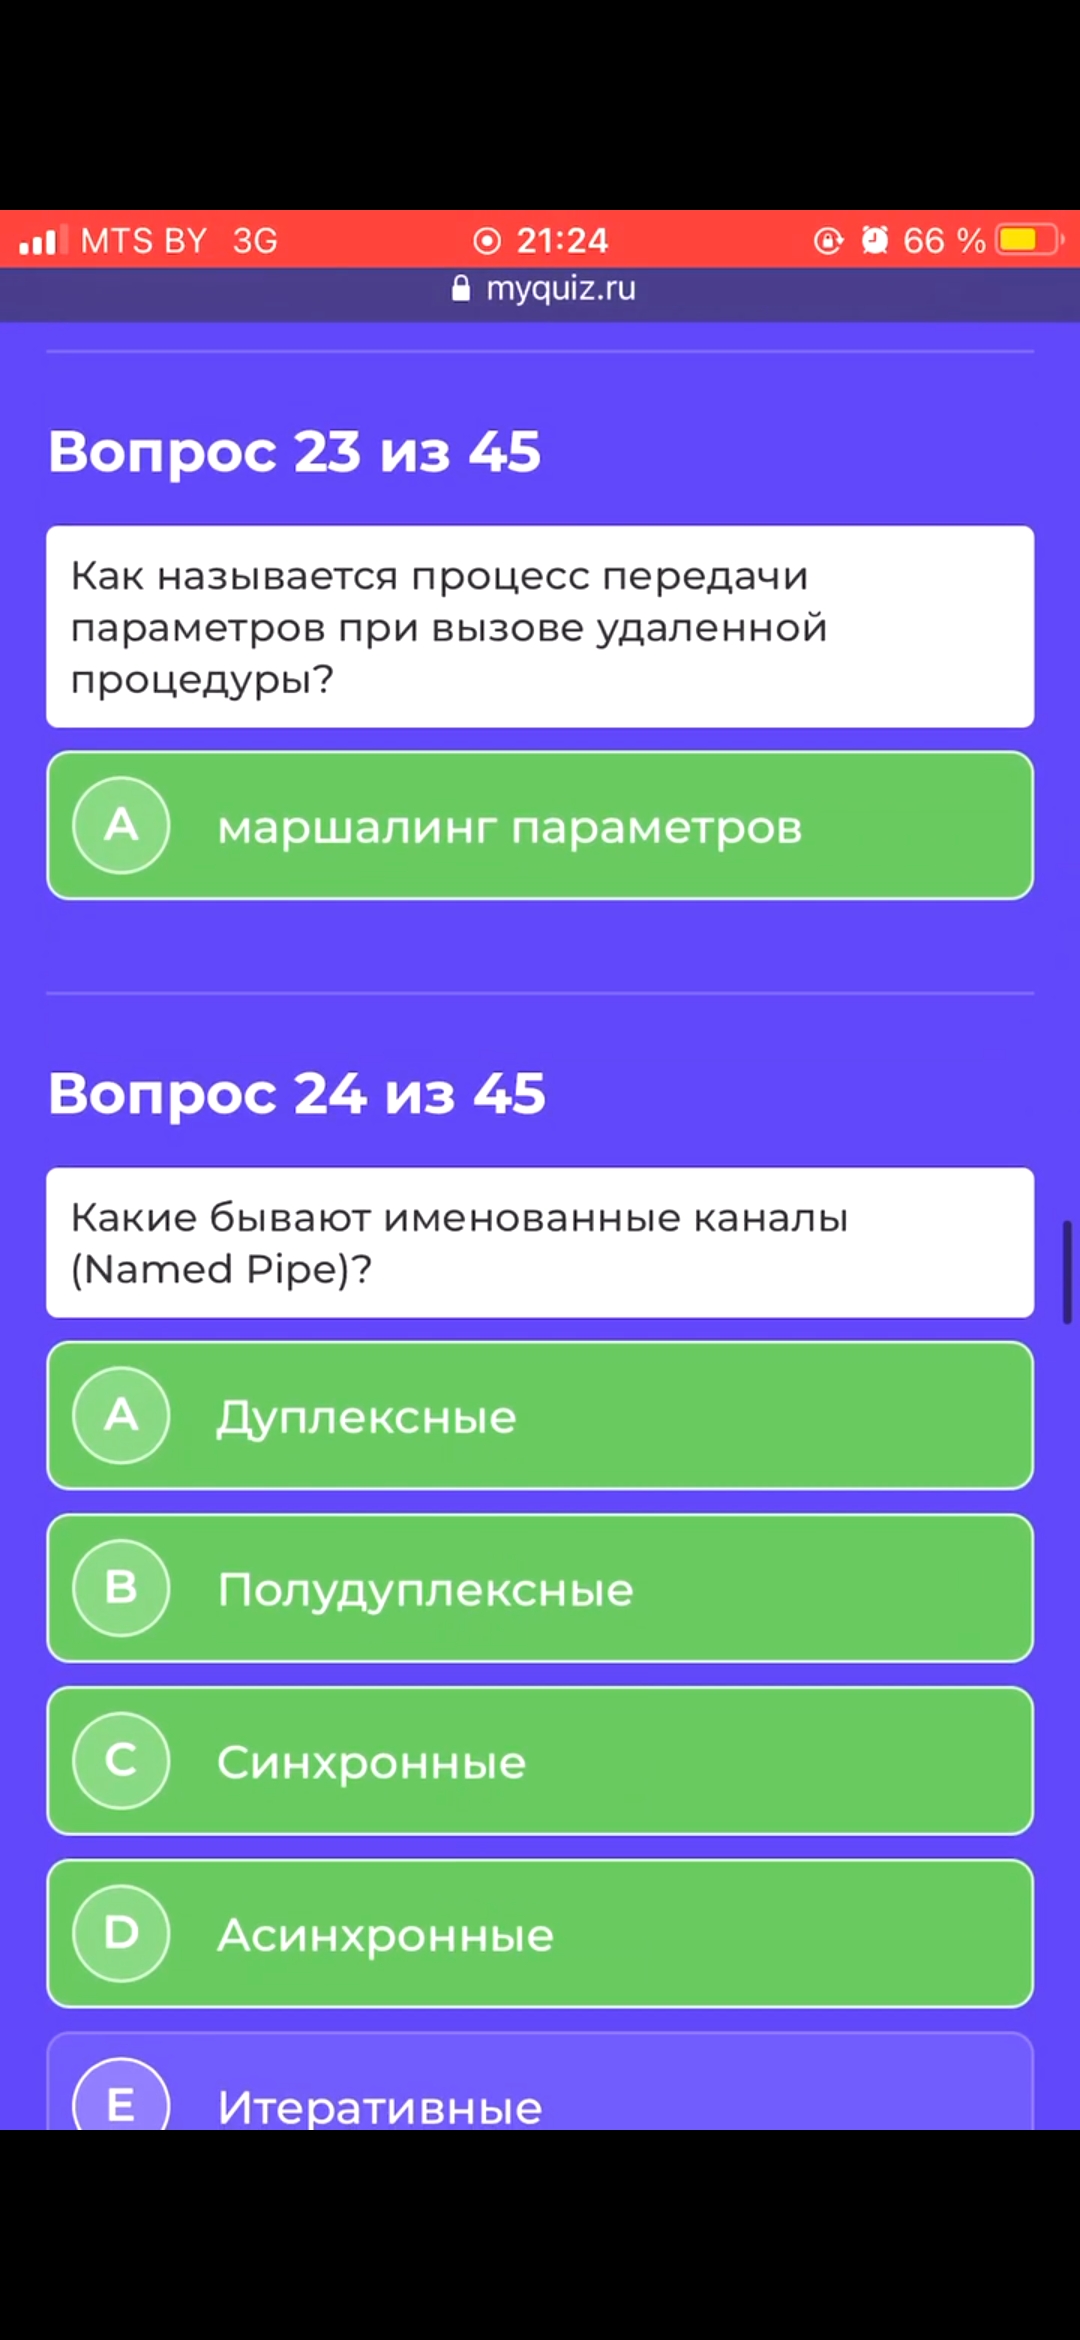 MTS BY 3G 21:24 66 %
myquiz.ru
Вопрос 23 из 45
Как называется процесс передачи
параметров при вызове удаленной
процедуры?
A маршалинг параметров
Вопрос 24 из 45
Какие бывают именованные каналы
(Named Pipe)?
A Дуплексные
B Полудуплексные
C Синхронные
D Асинхронные
E Итеративные